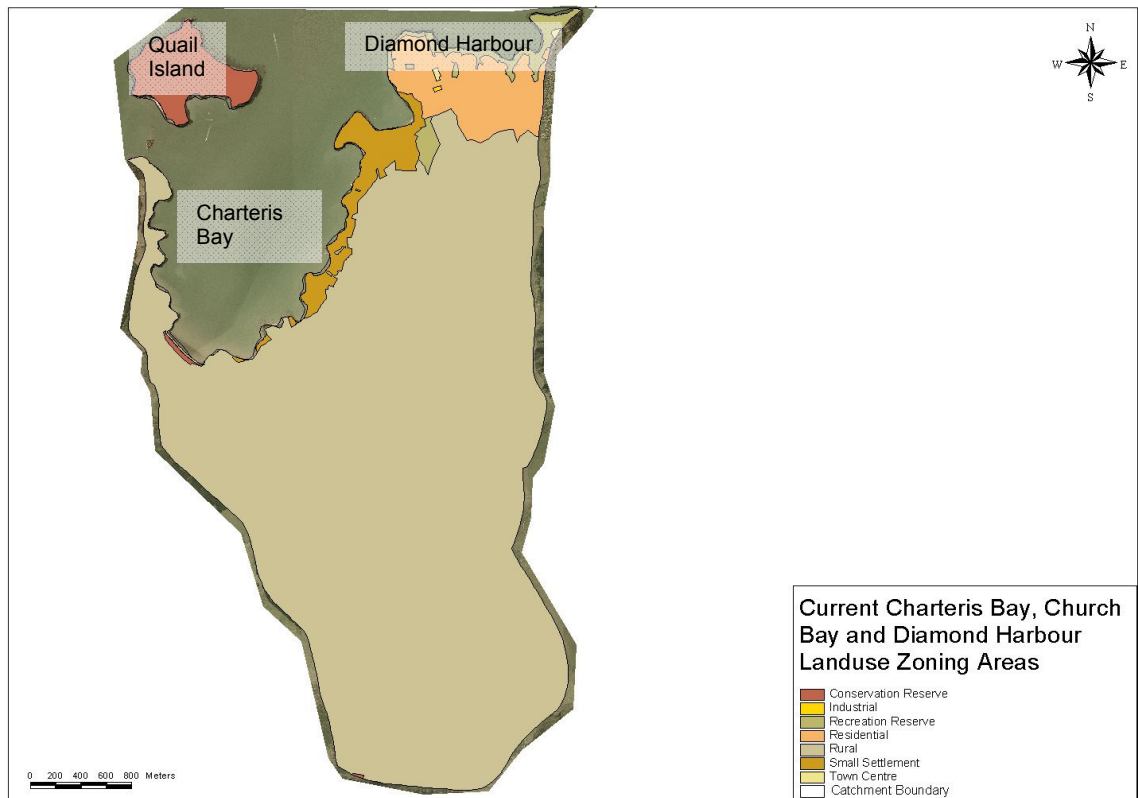 Quail
Island
Diamond Harbour
N
W E
S
Charteris
Bay
Current Charteris Bay, Church
Bay and Diamond Harbour
Landuse Zoning Areas
Conservation Reserve
Industrial
Recreation Reserve
Residential
Rural
Small Settlement
Town Centre
Catchment Boundary
0 200 400 600 800 Meters